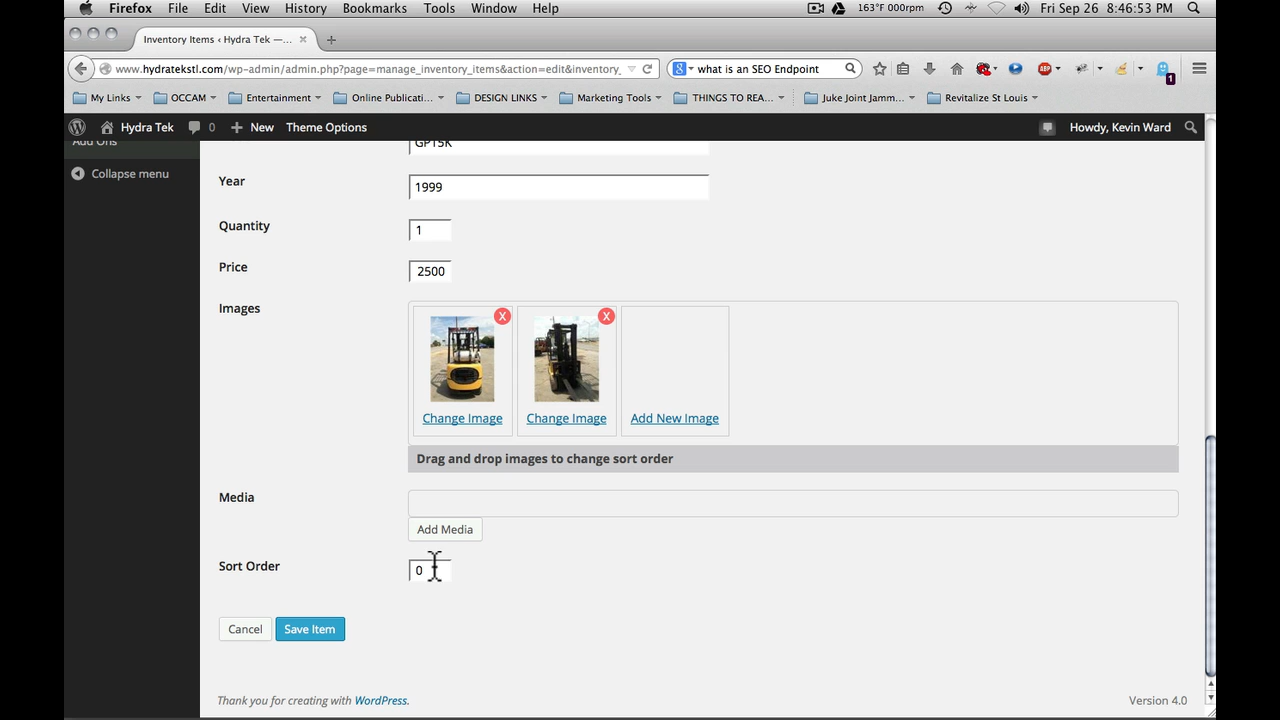 Firefox File Edit View History Bookmarks Tools Window Help 163°F 000rpm Fri Sep 26 8:46:53 PM
Inventory Items ‹ Hydra Tek —...
www.hydratekstl.com/wp-admin/admin.php?page=manage_inventory_items&action=edit&inventory_ what is an SEO Endpoint
My Links OCCAM Entertainment Online Publicati... DESIGN LINKS Marketing Tools THINGS TO REA... Juke Joint Jamm... Revitalize St Louis
1
Hydra Tek 0 New Theme Options Howdy, Kevin Ward
Add Ons
GP15K
Collapse menu
Year 1999
Quantity 1
Price 2500
Images
X X
Change Image Change Image Add New Image
Drag and drop images to change sort order
Media
Add Media
Sort Order 0
Cancel Save Item
Thank you for creating with WordPress. Version 4.0